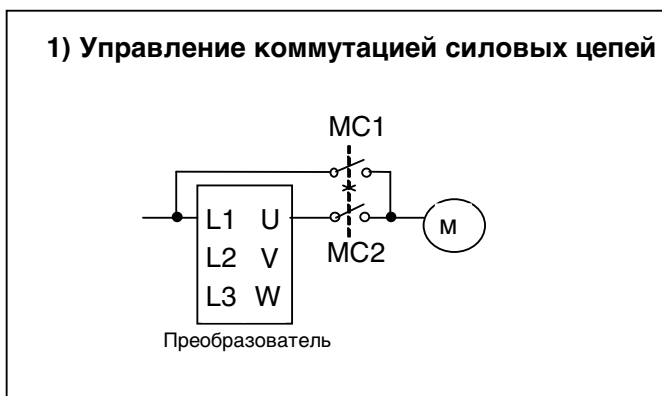 1) Управление коммутацией силовых цепей
MC1
L1 U
L2 V
L3 W
MC2
M
Преобразователь